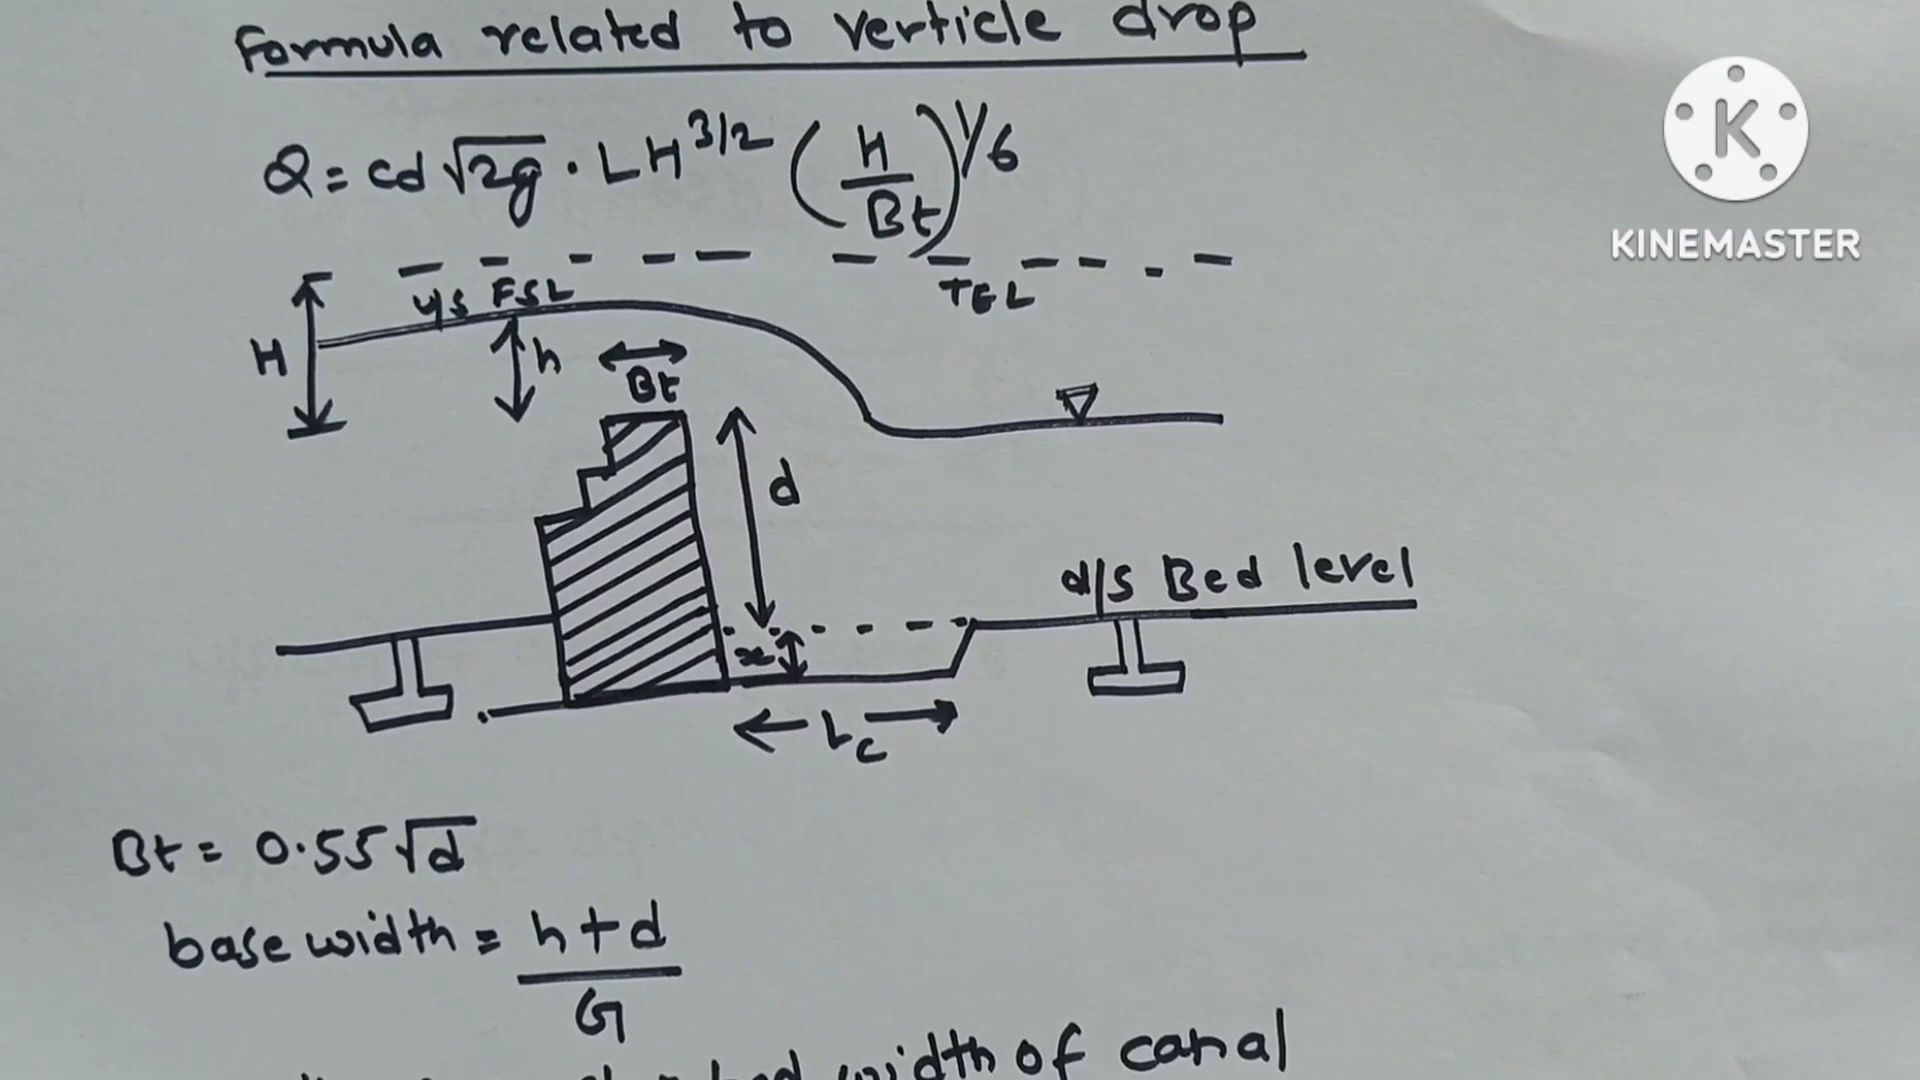 Formula related to verticle drop
Q = cd √2g · L H^3/2 (H/Bt)^1/6
K
KINEMASTER
u/s FSL
TEL
H
h
Bt
d
d/s Bed level
x
Lc
Bt = 0.55 √d
base width = h+d/G
bed width of canal